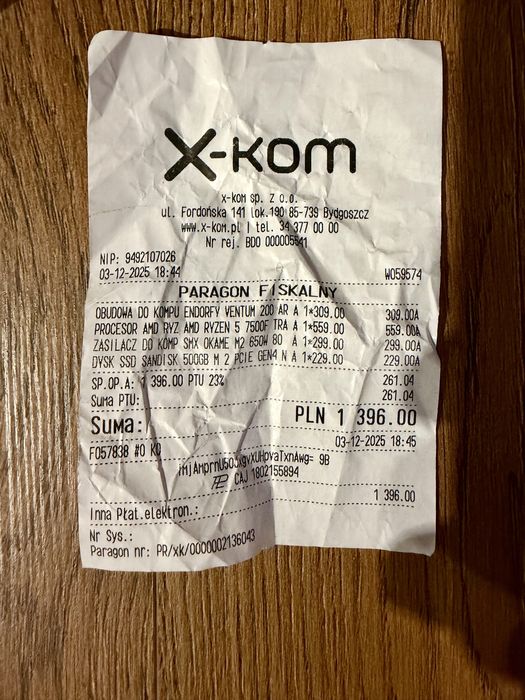 x-kom
x-kom sp. z o.o.
ul. Fordońska 141 lok.190 85-739 Bydgoszcz
www.x-kom.pl | tel. 34 377 00 00
Nr rej. BDO 000005541
NIP: 9492107026
03-12-2025 18:44 W059574
PARAGON FISKALNY
OBUDOWA DO KOMPU ENDORFY VENTUM 200 AR A 1*309.00 309.00A
PROCESOR AMD RYZ AMD RYZEN 5 7500F TRA A 1*559.00 559.00A
ZASILACZ DO KOMP SMX OKAME M2 650W 80 A 1*299.00 299.00A
DYSK SSD SANDISK 500GB M 2 PCIE GEN4 N A 1*229.00 229.00A
SP.OP.A: 1 396.00 PTU 23% 261.04
Suma PTU: 261.04
Suma: PLN 1 396.00
F057838 #0 03-12-2025 18:45
9B
CAJ 1802155894
Inna Płat.elektron.: 1 396.00
Nr Sys.:
Paragon nr: PR/xk/0000002136043